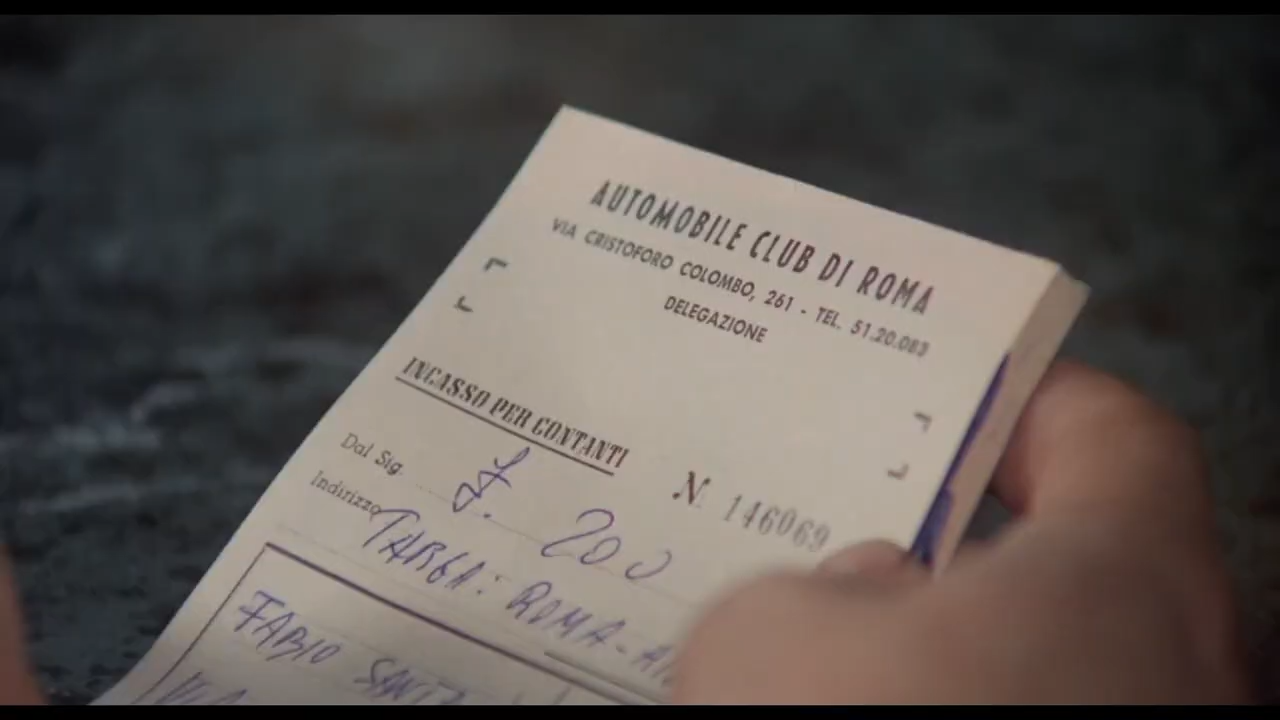 AUTOMOBILE CLUB DI ROMA
VIA CRISTOFORO COLOMBO, 261 - TEL. 51.20.083
DELEGAZIONE
INCASSO PER CONTANTI
N. 146069
Dal Sig. £. 200
Indirizzo TARGA: ROMA-
FABIO
VIA